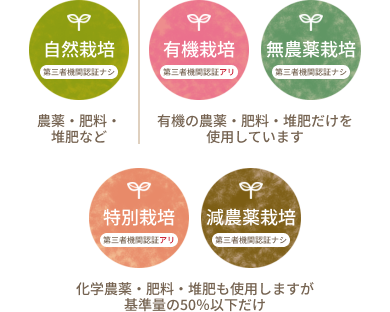 自然栽培
第三者機関認証ナシ
農薬・肥料・
堆肥など
有機栽培
第三者機関認証アリ
無農薬栽培
第三者機関認証ナシ
有機の農薬・肥料・堆肥だけを
使用しています
特別栽培
第三者機関認証アリ
減農薬栽培
第三者機関認証ナシ
化学農薬・肥料・堆肥も使用しますが
基準量の50%以下だけ